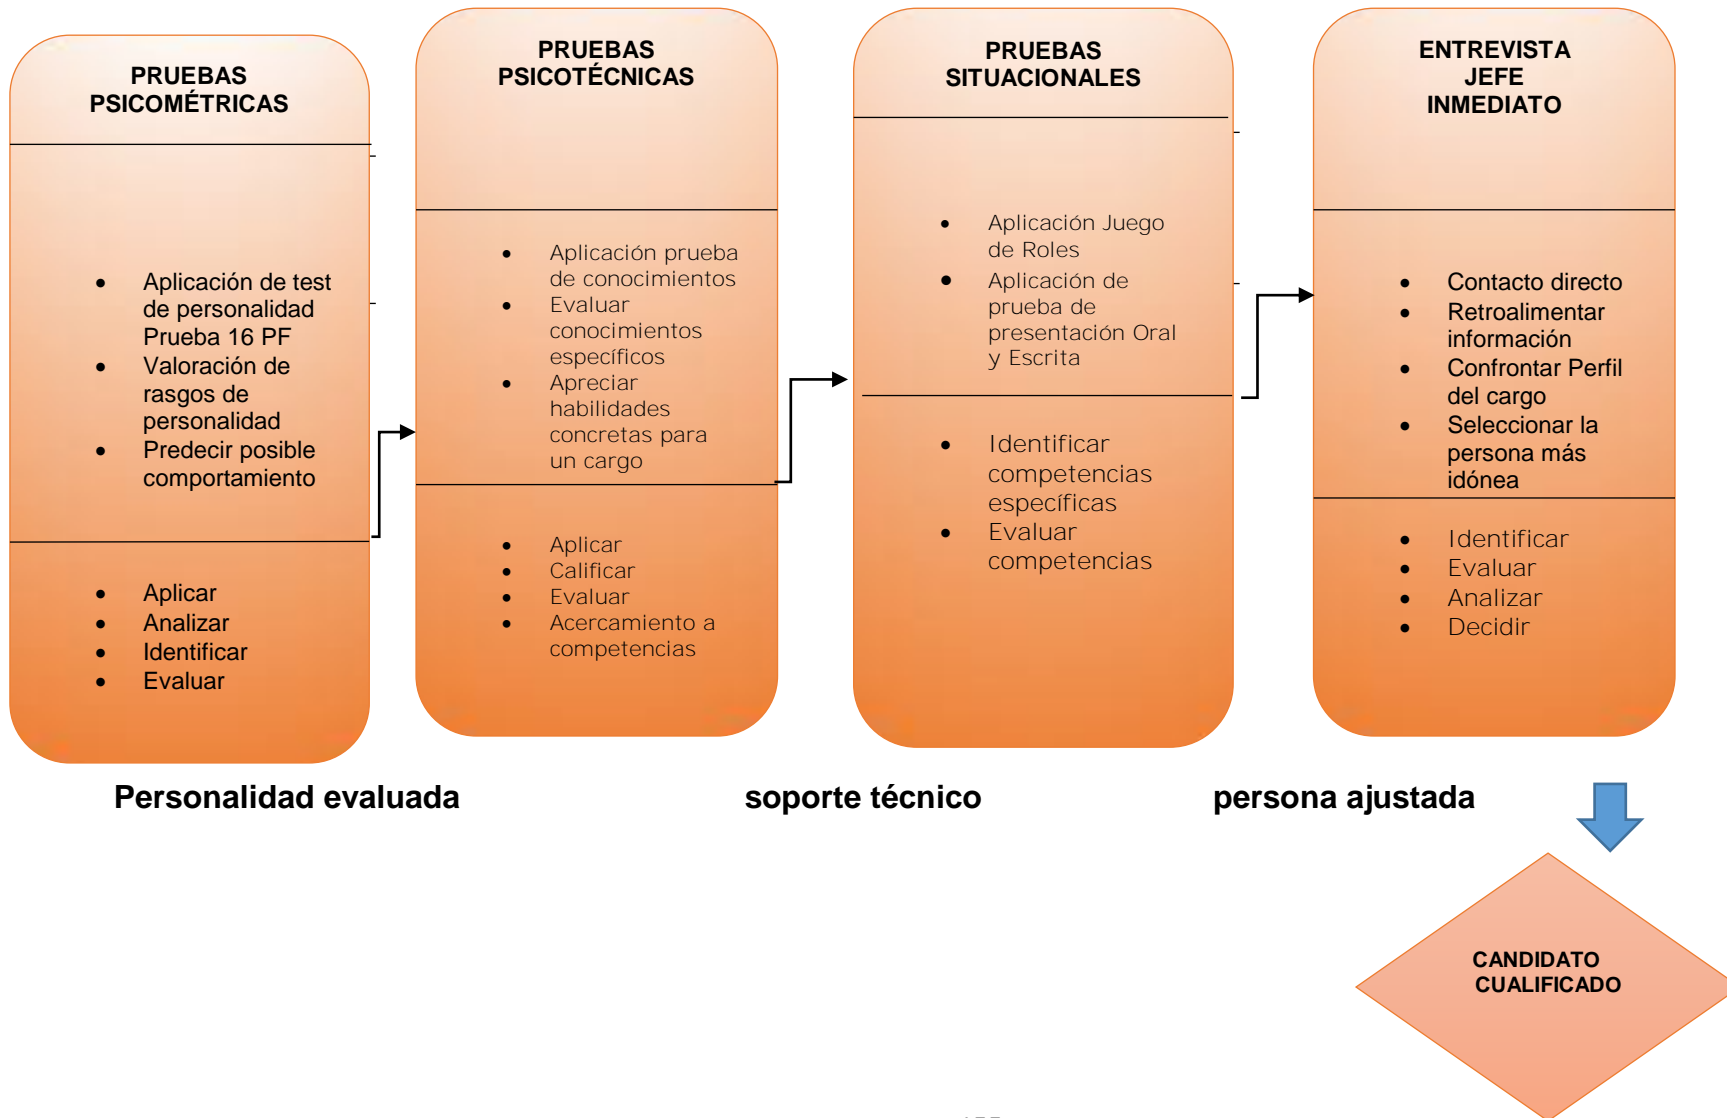 PRUEBAS
PSICOMÉTRICAS
Aplicación de test
de personalidad
Prueba 16 PF
Valoración de
rasgos de
personalidad
Predecir posible
comportamiento
Aplicar
Analizar
Identificar
Evaluar
PRUEBAS
PSICOTÉCNICAS
Aplicación prueba
de conocimientos
Evaluar
conocimientos
específicos
Apreciar
habilidades
concretas para
un cargo
Aplicar
Calificar
Evaluar
Acercamiento a
competencias
PRUEBAS
SITUACIONALES
Aplicación Juego
de Roles
Aplicación de
prueba de
presentación Oral
y Escrita
Identificar
competencias
específicas
Evaluar
competencias
ENTREVISTA
JEFE
INMEDIATO
Contacto directo
Retroalimentar
información
Confrontar Perfil
del cargo
Seleccionar la
persona más
idónea
Identificar
Evaluar
Analizar
Decidir
Personalidad evaluada
soporte técnico
persona ajustada
CANDIDATO
CUALIFICADO